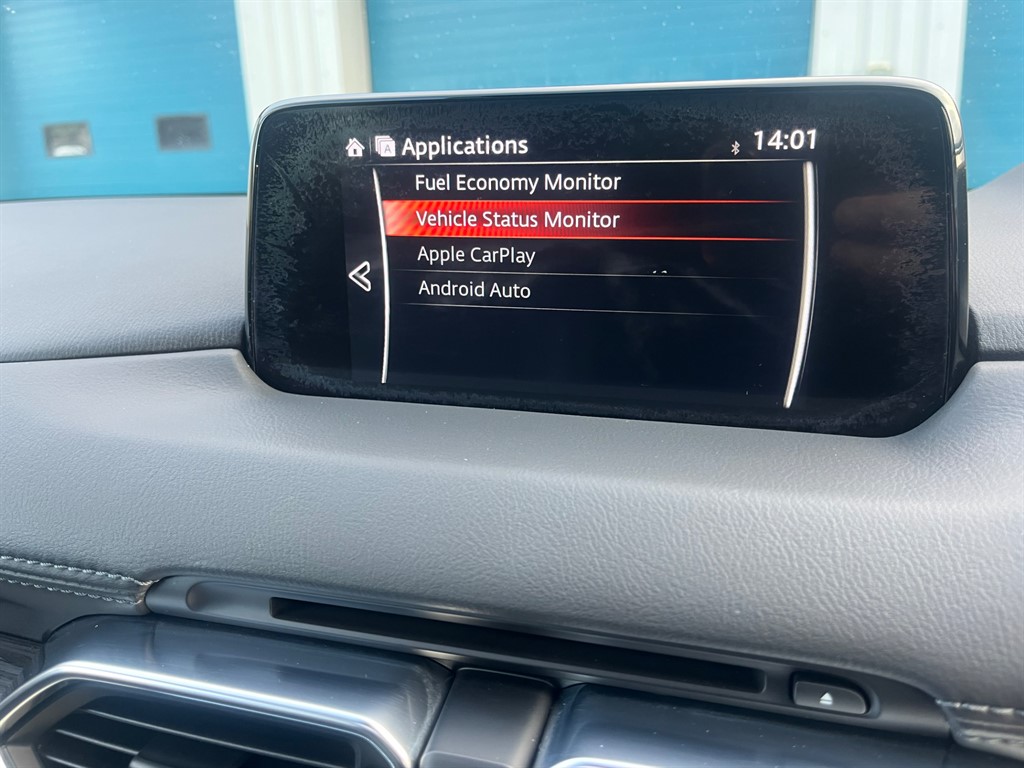 Applications 14:01
Fuel Economy Monitor
Vehicle Status Monitor
Apple CarPlay
Android Auto